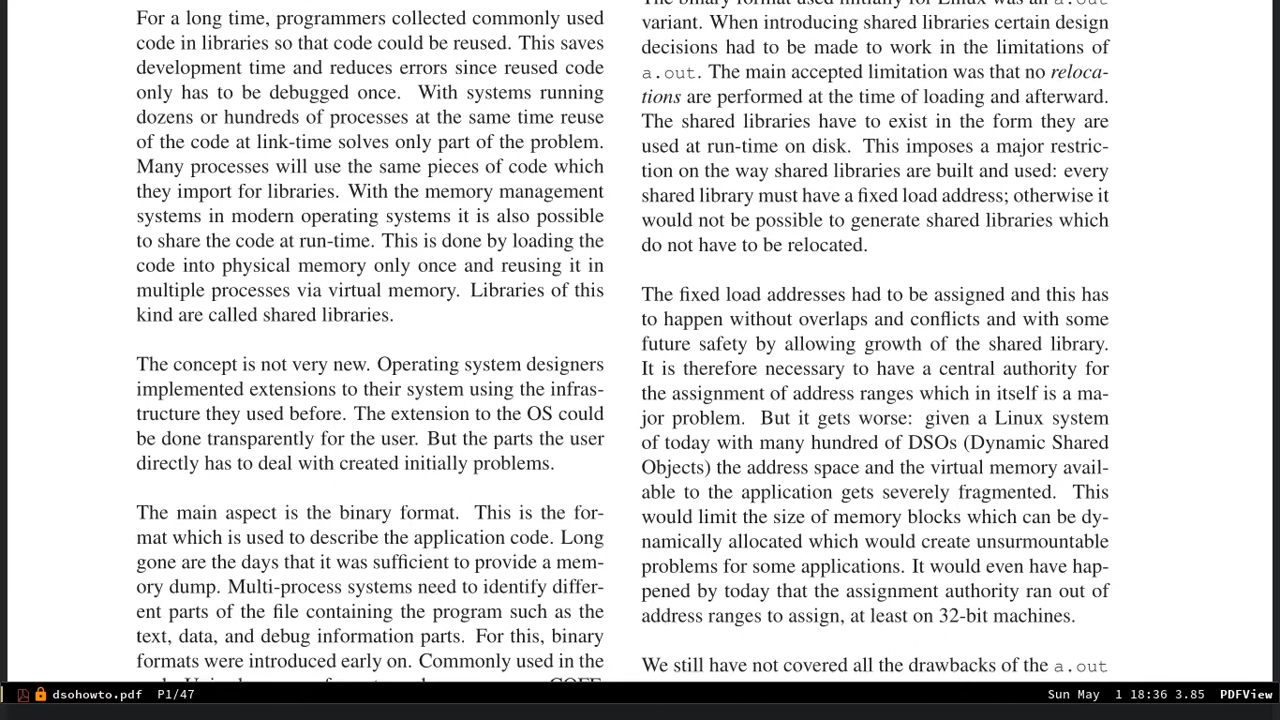 For a long time, programmers collected commonly used
code in libraries so that code could be reused. This saves
development time and reduces errors since reused code
only has to be debugged once. With systems running
dozens or hundreds of processes at the same time reuse
of the code at link-time solves only part of the problem.
Many processes will use the same pieces of code which
they import for libraries. With the memory management
systems in modern operating systems it is also possible
to share the code at run-time. This is done by loading the
code into physical memory only once and reusing it in
multiple processes via virtual memory. Libraries of this
kind are called shared libraries.
The concept is not very new. Operating system designers
implemented extensions to their system using the infras-
tructure they used before. The extension to the OS could
be done transparently for the user. But the parts the user
directly has to deal with created initially problems.
The main aspect is the binary format. This is the for-
mat which is used to describe the application code. Long
gone are the days that it was sufficient to provide a mem-
ory dump. Multi-process systems need to identify differ-
ent parts of the file containing the program such as the
text, data, and debug information parts. For this, binary
formats were introduced early on. Commonly used in the
The binary format used initially for Linux was an a.out
variant. When introducing shared libraries certain design
decisions had to be made to work in the limitations of
a.out. The main accepted limitation was that no reloca-
tions are performed at the time of loading and afterward.
The shared libraries have to exist in the form they are
used at run-time on disk. This imposes a major restric-
tion on the way shared libraries are built and used: every
shared library must have a fixed load address; otherwise it
would not be possible to generate shared libraries which
do not have to be relocated.
The fixed load addresses had to be assigned and this has
to happen without overlaps and conflicts and with some
future safety by allowing growth of the shared library.
It is therefore necessary to have a central authority for
the assignment of address ranges which in itself is a ma-
jor problem. But it gets worse: given a Linux system
of today with many hundred of DSOs (Dynamic Shared
Objects) the address space and the virtual memory avail-
able to the application gets severely fragmented. This
would limit the size of memory blocks which can be dy-
namically allocated which would create unsurmountable
problems for some applications. It would even have hap-
pened by today that the assignment authority ran out of
address ranges to assign, at least on 32-bit machines.
We still have not covered all the drawbacks of the a.out
dsohowto.pdf P1/47
Sun May 1 18:36 3.85 PDFView